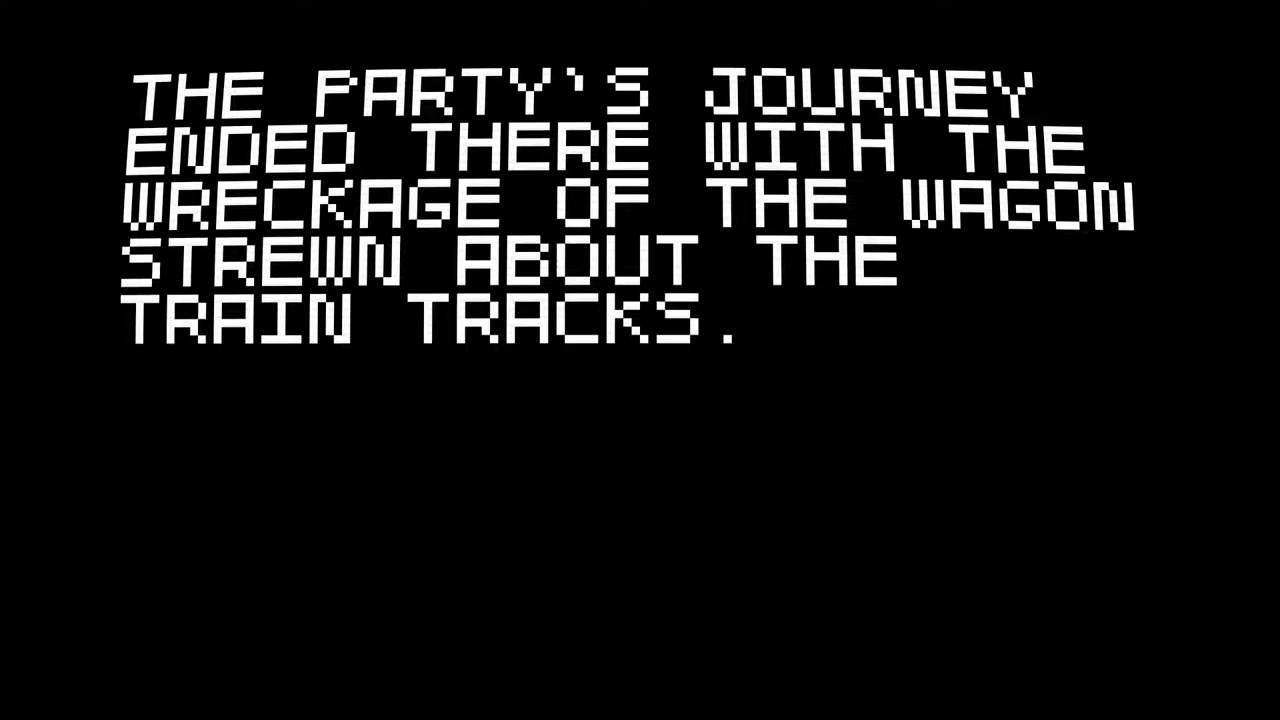 THE PARTY'S JOURNEY
ENDED THERE WITH THE
WRECKAGE OF THE WAGON
STREWN ABOUT THE
TRAIN TRACKS.